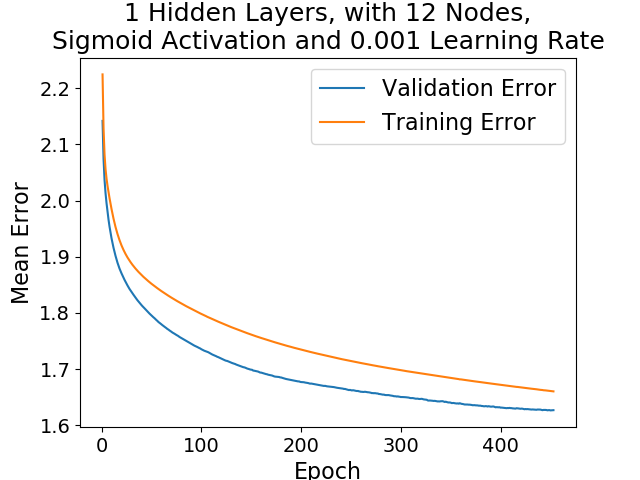 1 Hidden Layers, with 12 Nodes,
Sigmoid Activation and 0.001 Learning Rate
Validation Error
Training Error
Mean Error
2.2
2.1
2.0
1.9
1.8
1.7
1.6
0 100 200 300 400
Epoch